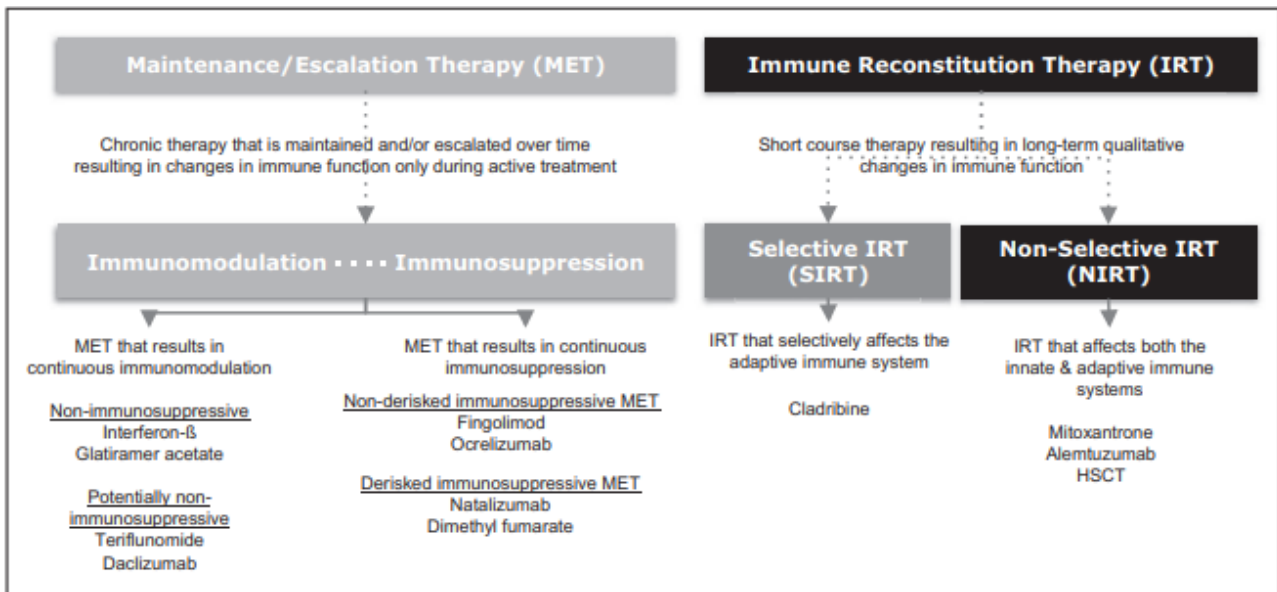 Maintenance/Escalation Therapy (MET)
Chronic therapy that is maintained and/or escalated over time
resulting in changes in immune function only during active treatment
Immunomodulation ···· Immunosuppression
MET that results in
continuous immunomodulation
Non-immunosuppressive
Interferon-ß
Glatiramer acetate
Potentially non-
immunosuppressive
Teriflunomide
Daclizumab
MET that results in continuous
immunosuppression
Non-derisked immunosuppressive MET
Fingolimod
Ocrelizumab
Derisked immunosuppressive MET
Natalizumab
Dimethyl fumarate
Immune Reconstitution Therapy (IRT)
Short course therapy resulting in long-term qualitative
changes in immune function
Selective IRT
(SIRT)
IRT that selectively affects the
adaptive immune system
Cladribine
Non-Selective IRT
(NIRT)
IRT that affects both the
innate & adaptive immune
systems
Mitoxantrone
Alemtuzumab
HSCT